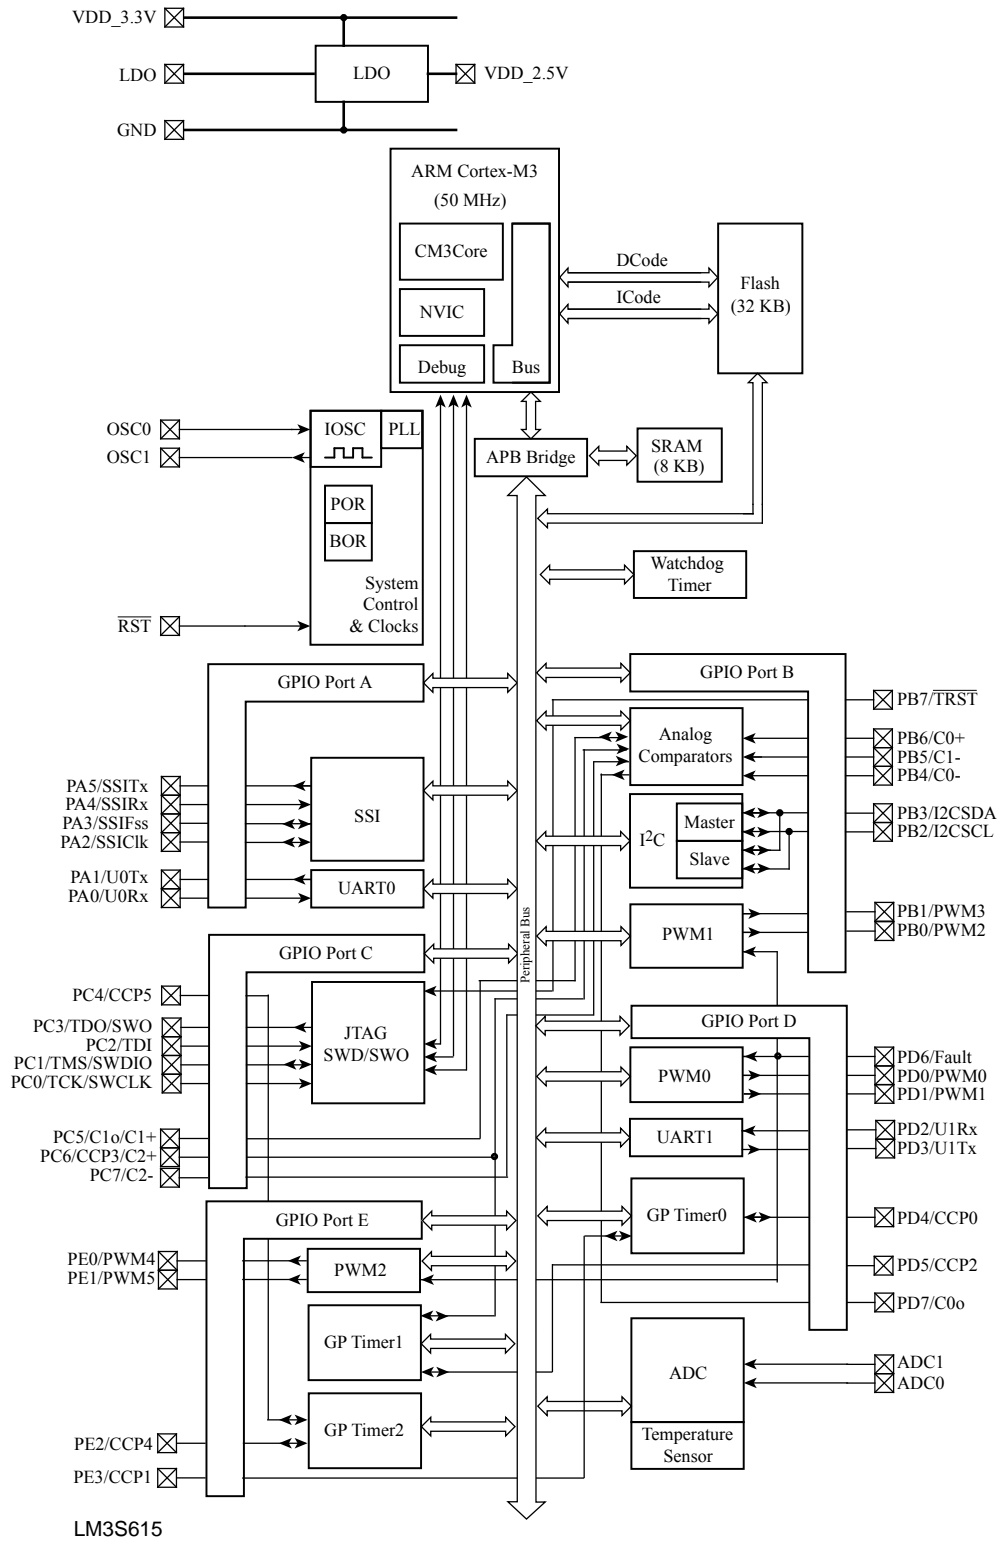 VDD_3.3V
LDO
LDO
VDD_2.5V
GND
ARM Cortex-M3
(50 MHz)
CM3Core
NVIC
Debug
Bus
DCode
ICode
Flash
(32 KB)
OSC0
OSC1
IOSC
PLL
POR
BOR
System
Control
& Clocks
RST
APB Bridge
SRAM
(8 KB)
Watchdog
Timer
GPIO Port A
PA5/SSITx
PA4/SSIRx
PA3/SSIFss
PA2/SSIClk
SSI
PA1/U0Tx
PA0/U0Rx
UART0
GPIO Port B
PB7/TRST
Analog
Comparators
PB6/C0+
PB5/C1-
PB4/C0-
I²C
Master
Slave
PB3/I2CSDA
PB2/I2CSCL
PWM1
PB1/PWM3
PB0/PWM2
Peripheral Bus
GPIO Port C
PC4/CCP5
PC3/TDO/SWO
PC2/TDI
PC1/TMS/SWDIO
PC0/TCK/SWCLK
JTAG
SWD/SWO
PC5/C1o/C1+
PC6/CCP3/C2+
PC7/C2-
GPIO Port D
PWM0
PD6/Fault
PD0/PWM0
PD1/PWM1
UART1
PD2/U1Rx
PD3/U1Tx
GP Timer0
PD4/CCP0
PD5/CCP2
PD7/C0o
GPIO Port E
PE0/PWM4
PE1/PWM5
PWM2
GP Timer1
GP Timer2
PE2/CCP4
PE3/CCP1
ADC
Temperature
Sensor
ADC1
ADC0
LM3S615